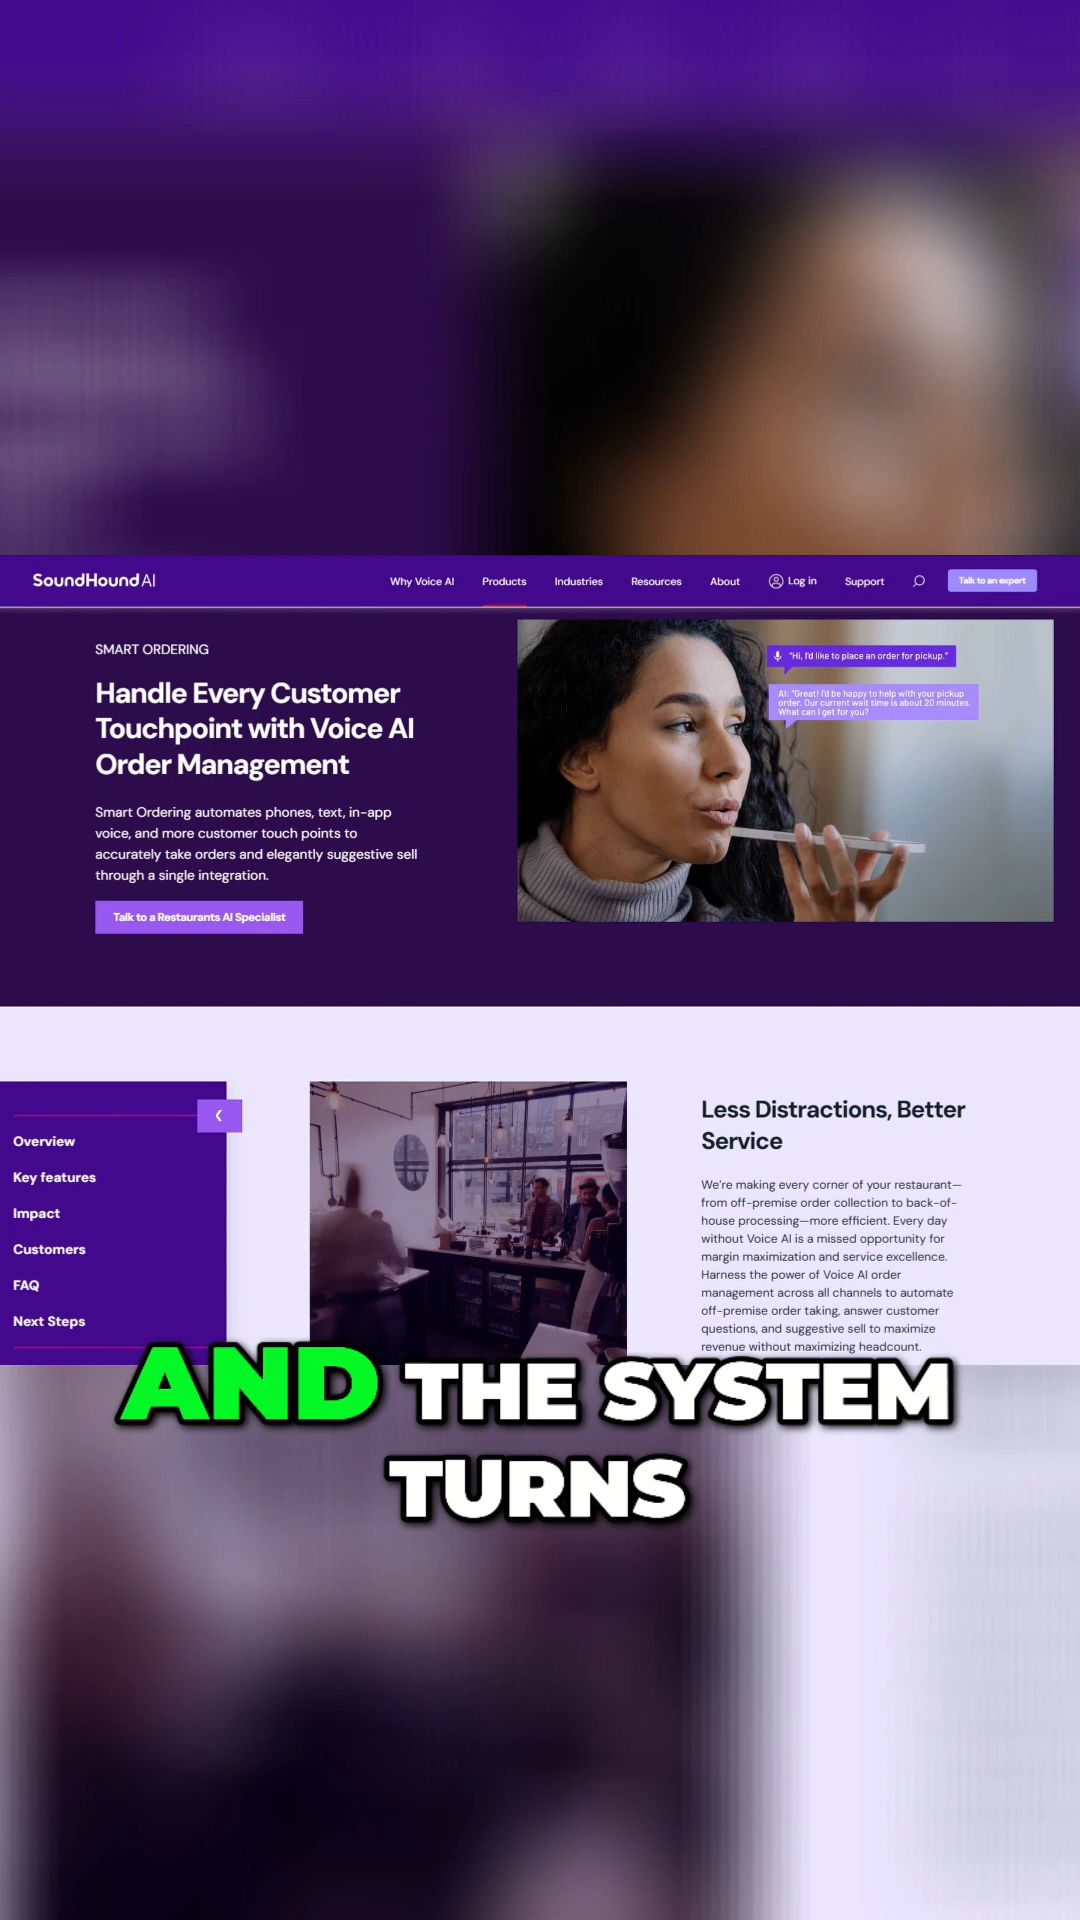 SoundHound AI
Why Voice AI Products Industries Resources About Log in Support Talk to an expert
SMART ORDERING
Handle Every Customer
Touchpoint with Voice AI
Order Management
Smart Ordering automates phones, text, in-app
voice, and more customer touch points to
accurately take orders and elegantly suggestive sell
through a single integration.
Talk to a Restaurants AI Specialist
"Hi, I'd like to place an order for pickup."
AI: "Great! I'd be happy to help with your pickup
order. Our current wait time is about 20 minutes.
What can I get for you?
Overview
Key features
Impact
Customers
FAQ
Next Steps
Less Distractions, Better
Service
We're making every corner of your restaurant—
from off-premise order collection to back-of-
house processing—more efficient. Every day
without Voice AI is a missed opportunity for
margin maximization and service excellence.
Harness the power of Voice AI order
management across all channels to automate
off-premise order taking, answer customer
questions, and suggestive sell to maximize
revenue without maximizing headcount.
AND THE SYSTEM
TURNS